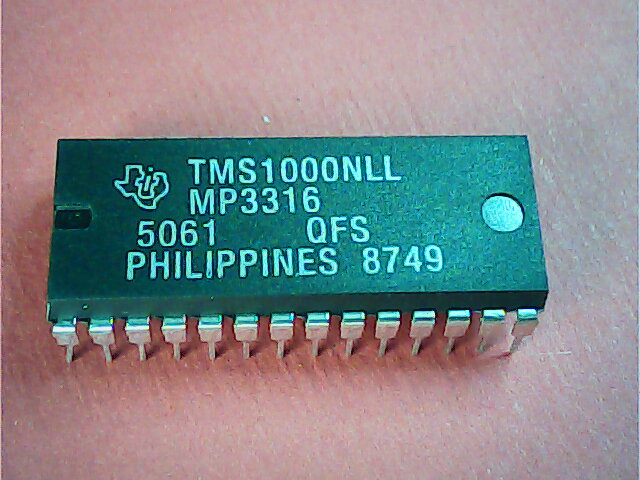 TMS1000NLL
MP3316
5061 QFS
PHILIPPINES 8749